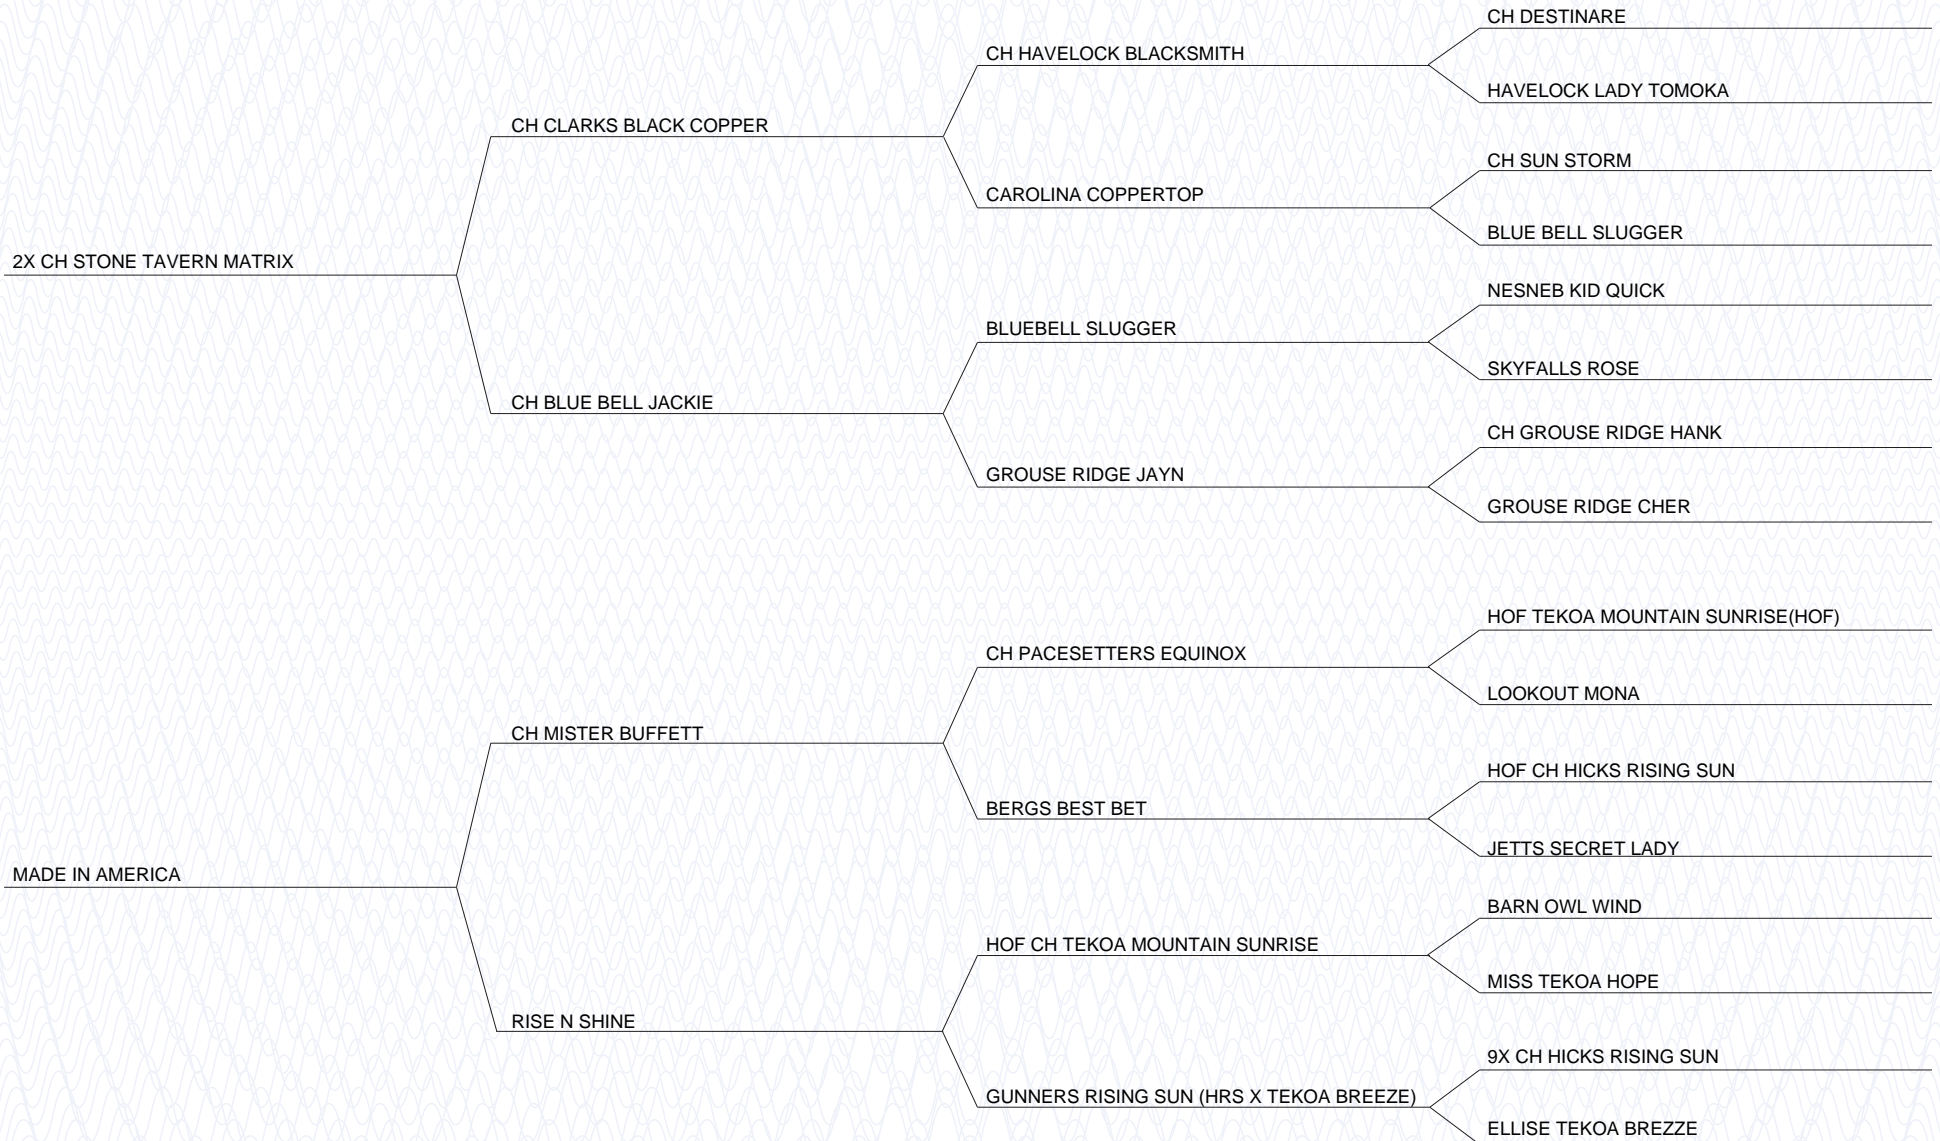 CH DESTINARE
CH HAVELOCK BLACKSMITH
HAVELOCK LADY TOMOKA
CH CLARKS BLACK COPPER
CH SUN STORM
CAROLINA COPPERTOP
BLUE BELL SLUGGER
2X CH STONE TAVERN MATRIX
NESNEB KID QUICK
BLUEBELL SLUGGER
SKYFALLS ROSE
CH BLUE BELL JACKIE
CH GROUSE RIDGE HANK
GROUSE RIDGE JAYN
GROUSE RIDGE CHER
HOF TEKOA MOUNTAIN SUNRISE(HOF)
CH PACESETTERS EQUINOX
LOOKOUT MONA
CH MISTER BUFFETT
HOF CH HICKS RISING SUN
BERGS BEST BET
JETTS SECRET LADY
MADE IN AMERICA
BARN OWL WIND
HOF CH TEKOA MOUNTAIN SUNRISE
MISS TEKOA HOPE
RISE N SHINE
9X CH HICKS RISING SUN
GUNNERS RISING SUN (HRS X TEKOA BREEZE)
ELLISE TEKOA BREZZE